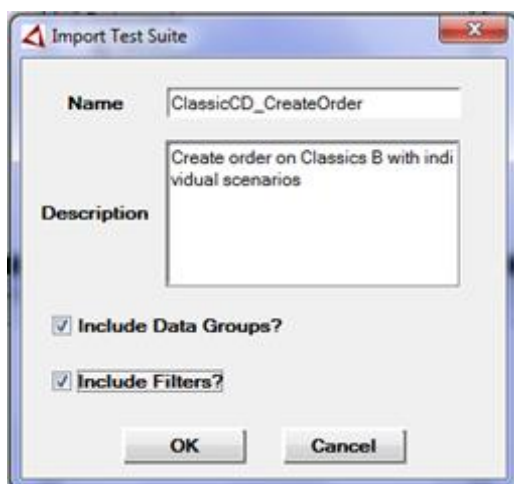 Import Test Suite
Name
ClassicCD_CreateOrder
Description
Create order on Classics B with indi
vidual scenarios
Include Data Groups?
Include Filters?
OK
Cancel